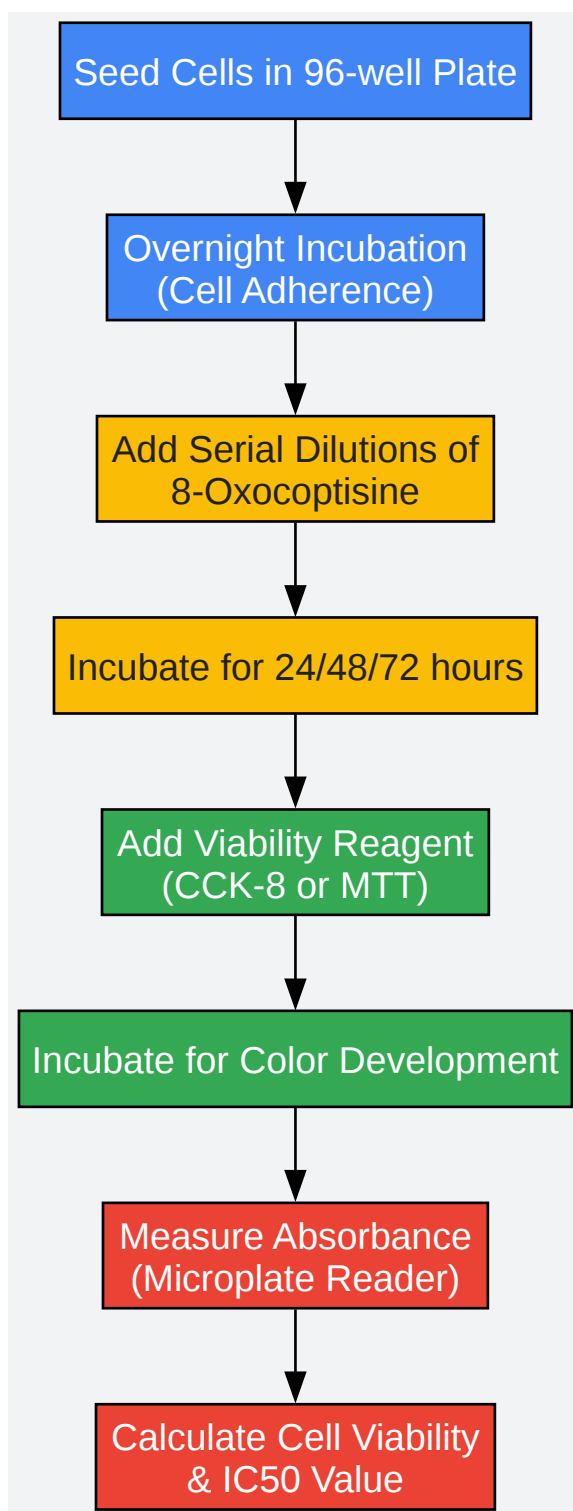 Seed Cells in 96-well Plate
Overnight Incubation
(Cell Adherence)
Add Serial Dilutions of
8-Oxocoptisine
Incubate for 24/48/72 hours
Add Viability Reagent
(CCK-8 or MTT)
Incubate for Color Development
Measure Absorbance
(Microplate Reader)
Calculate Cell Viability
& IC50 Value